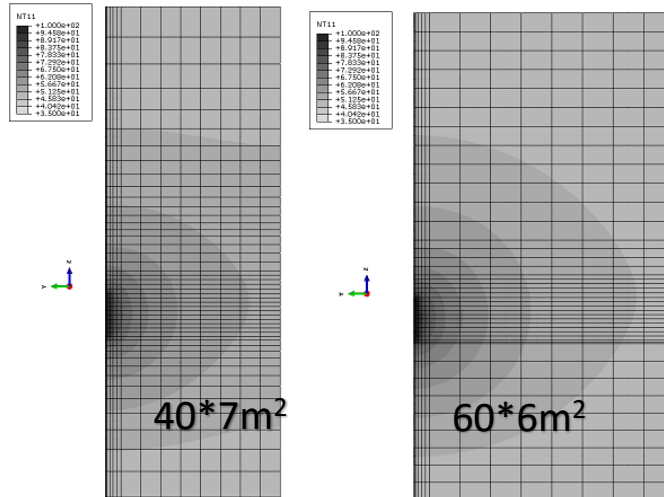 NT11
+1.000e+02
+9.458e+01
+8.917e+01
+8.375e+01
+7.833e+01
+7.292e+01
+6.750e+01
+6.208e+01
+5.667e+01
+5.125e+01
+4.583e+01
+4.042e+01
+3.500e+01
NT11
+1.000e+02
+9.458e+01
+8.917e+01
+8.375e+01
+7.833e+01
+7.292e+01
+6.750e+01
+6.208e+01
+5.667e+01
+5.125e+01
+4.583e+01
+4.042e+01
+3.500e+01
Z
Y
Z
40*7m²
60*6m²